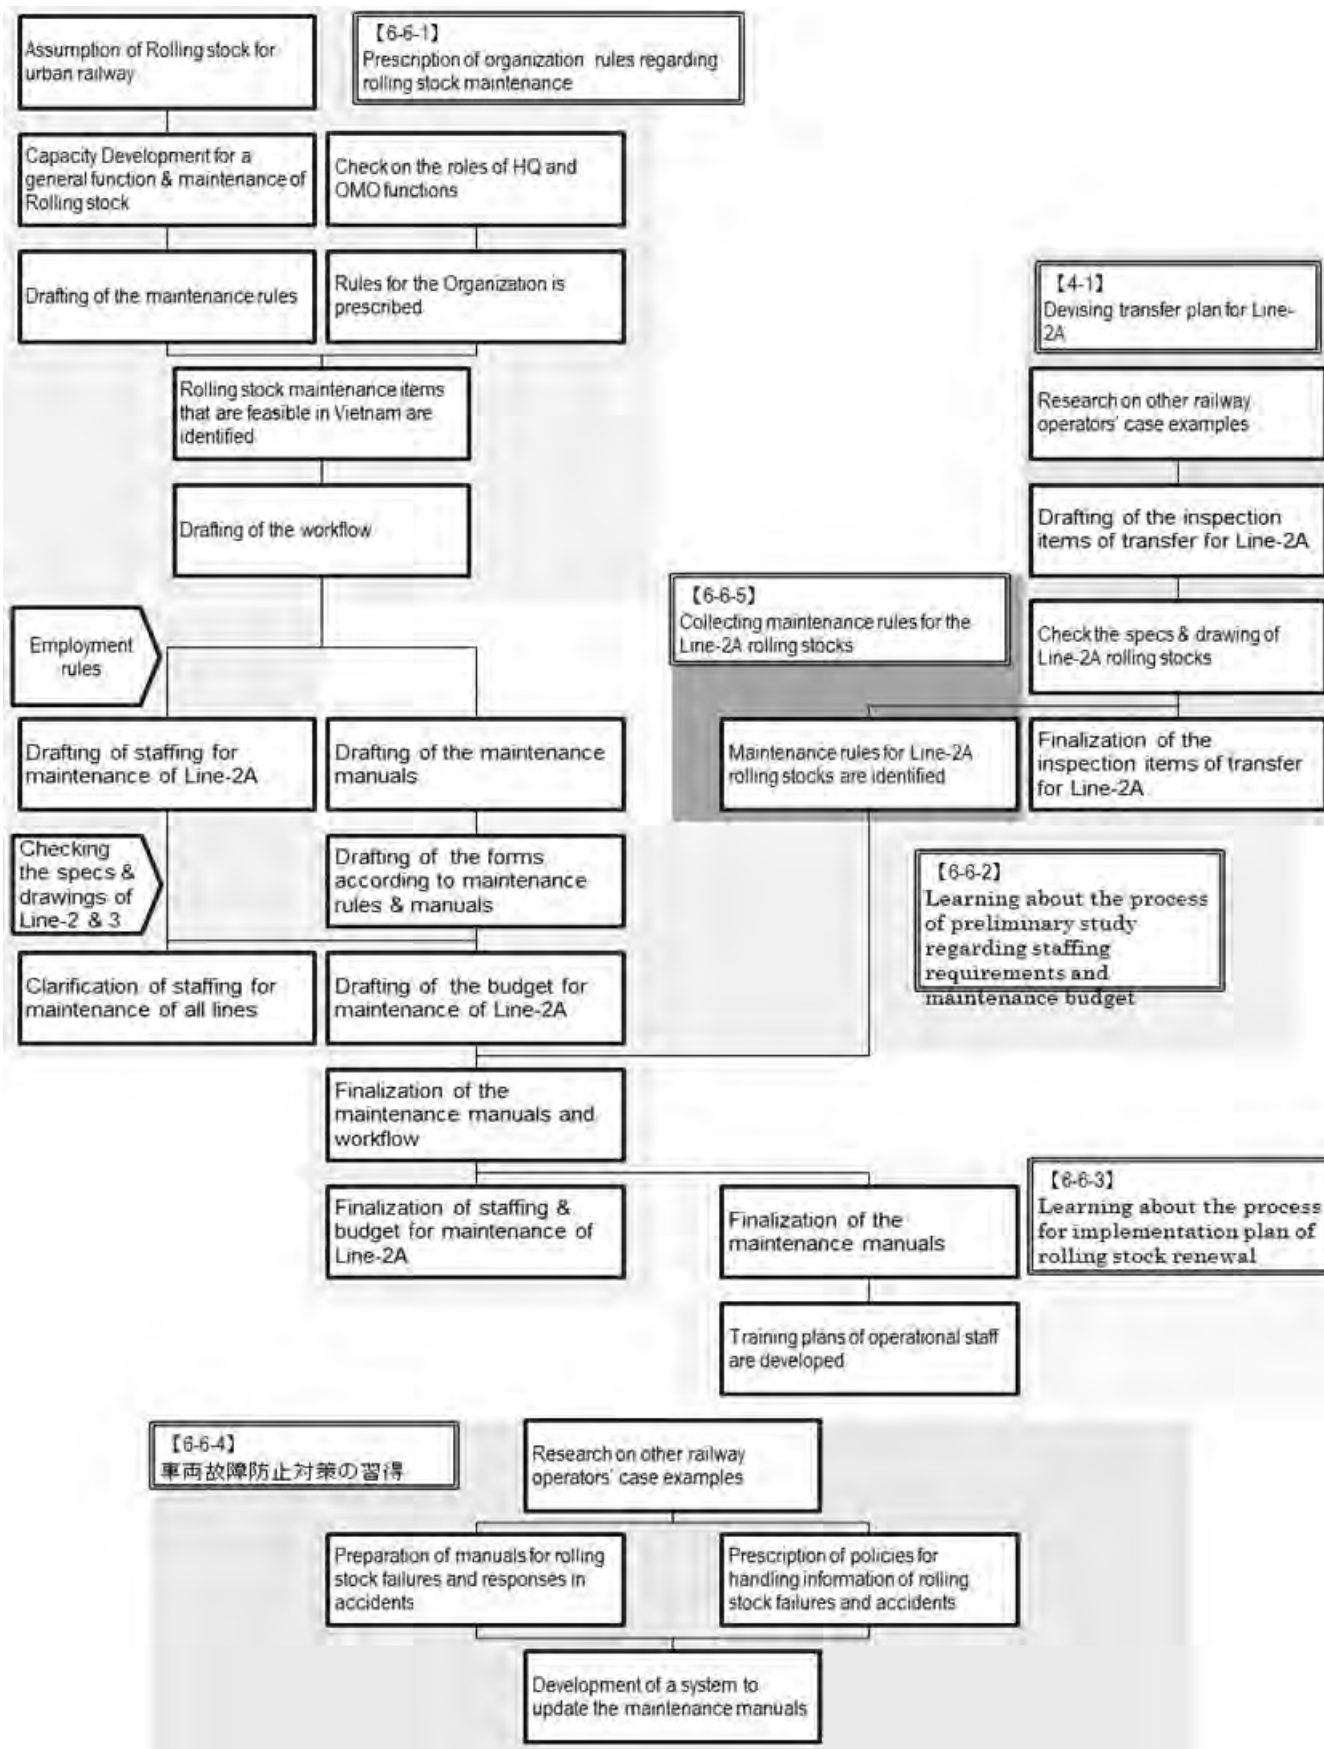 Assumption of Rolling stock for
urban railway
【6-6-1】
Prescription of organization rules regarding
rolling stock maintenance
Capacity Development for a
general function & maintenance of
Rolling stock
Check on the roles of HQ and
OMO functions
Drafting of the maintenance rules
Rules for the Organization is
prescribed
【4-1】
Devising transfer plan for Line-
2A
Rolling stock maintenance items
that are feasible in Vietnam are
identified
Research on other railway
operators' case examples
Drafting of the workflow
Drafting of the inspection
items of transfer for Line-2A
【6-6-5】
Collecting maintenance rules for the
Line-2A rolling stocks
Employment
rules
Check the specs & drawing of
Line-2A rolling stocks
Drafting of staffing for
maintenance of Line-2A
Drafting of the maintenance
manuals
Maintenance rules for Line-2A
rolling stocks are identified
Finalization of the
inspection items of transfer
for Line-2A
Checking
the specs &
drawings of
Line-2 & 3
Drafting of the forms
according to maintenance
rules & manuals
【6-6-2】
Learning about the process
of preliminary study
regarding staffing
requirements and
maintenance budget
Clarification of staffing for
maintenance of all lines
Drafting of the budget for
maintenance of Line-2A
Finalization of the
maintenance manuals and
workflow
Finalization of staffing &
budget for maintenance of
Line-2A
Finalization of the
maintenance manuals
【6-6-3】
Learning about the process
for implementation plan of
rolling stock renewal
Training plans of operational staff
are developed
【6-6-4】
車両故障防止対策の習得
Research on other railway
operators' case examples
Preparation of manuals for rolling
stock failures and responses in
accidents
Prescription of policies for
handling information of rolling
stock failures and accidents
Development of a system to
update the maintenance manuals